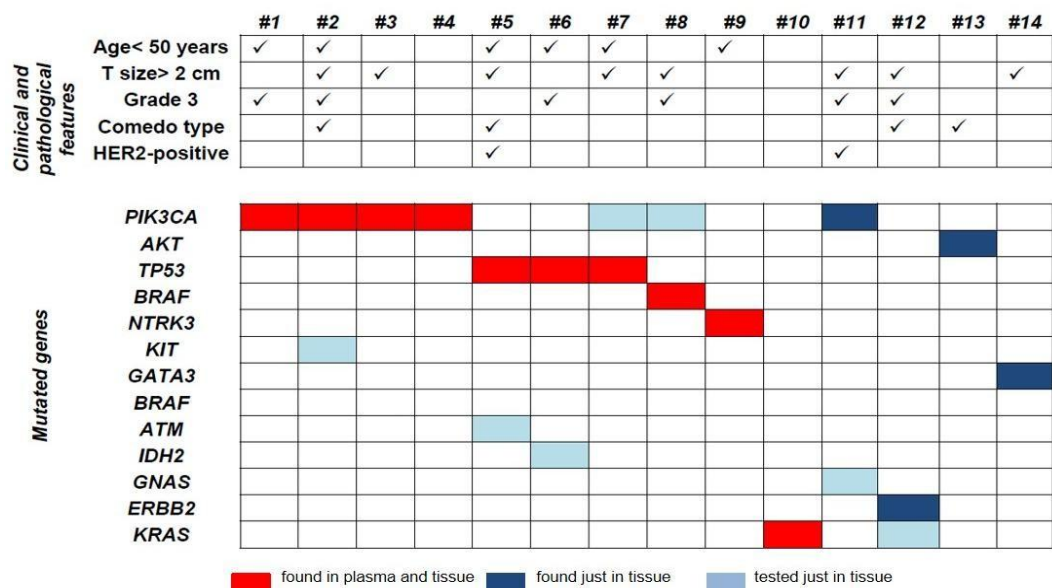 #1 #2 #3 #4 #5 #6 #7 #8 #9 #10 #11 #12 #13 #14
Clinical and
pathological
features
Age< 50 years ✓ ✓ ✓ ✓ ✓ ✓
T size> 2 cm ✓ ✓ ✓ ✓ ✓ ✓ ✓ ✓
Grade 3 ✓ ✓ ✓ ✓ ✓ ✓
Comedo type ✓ ✓ ✓ ✓
HER2-positive ✓ ✓
Mutated genes
PIK3CA
AKT
TP53
BRAF
NTRK3
KIT
GATA3
BRAF
ATM
IDH2
GNAS
ERBB2
KRAS
found in plasma and tissue found just in tissue tested just in tissue